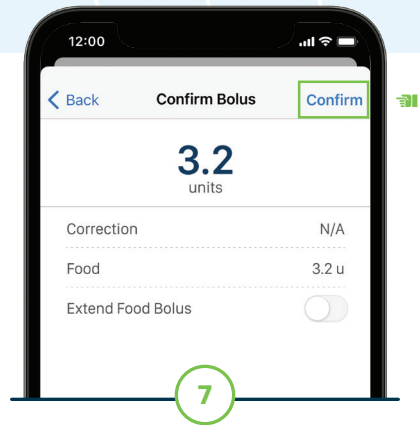 12:00
Back Confirm Bolus Confirm
3.2
units
Correction N/A
Food 3.2 u
Extend Food Bolus
7